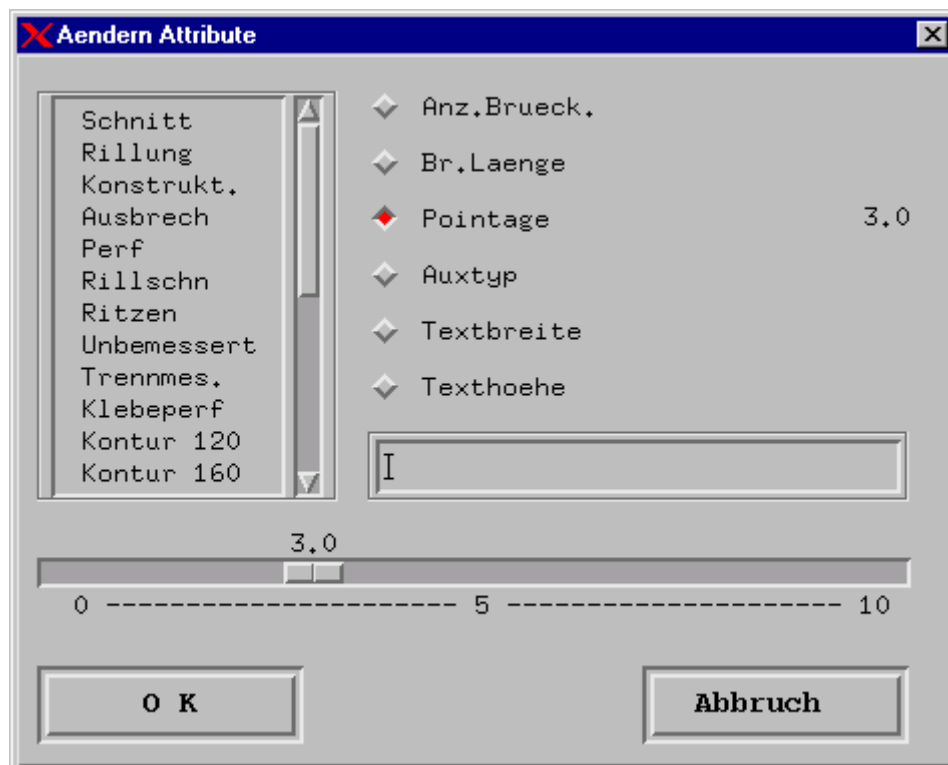 Aendern Attribute
Schnitt
Rillung
Konstrukt.
Ausbrech
Perf
Rillschn
Ritzen
Unbemessert
Trennmes.
Klebeperf
Kontur 120
Kontur 160
Anz.Brueck.
Br.Laenge
Pointage 3.0
Auxtyp
Textbreite
Texthoehe
3.0
0 ---------------------- 5 --------------------- 10
O K
Abbruch